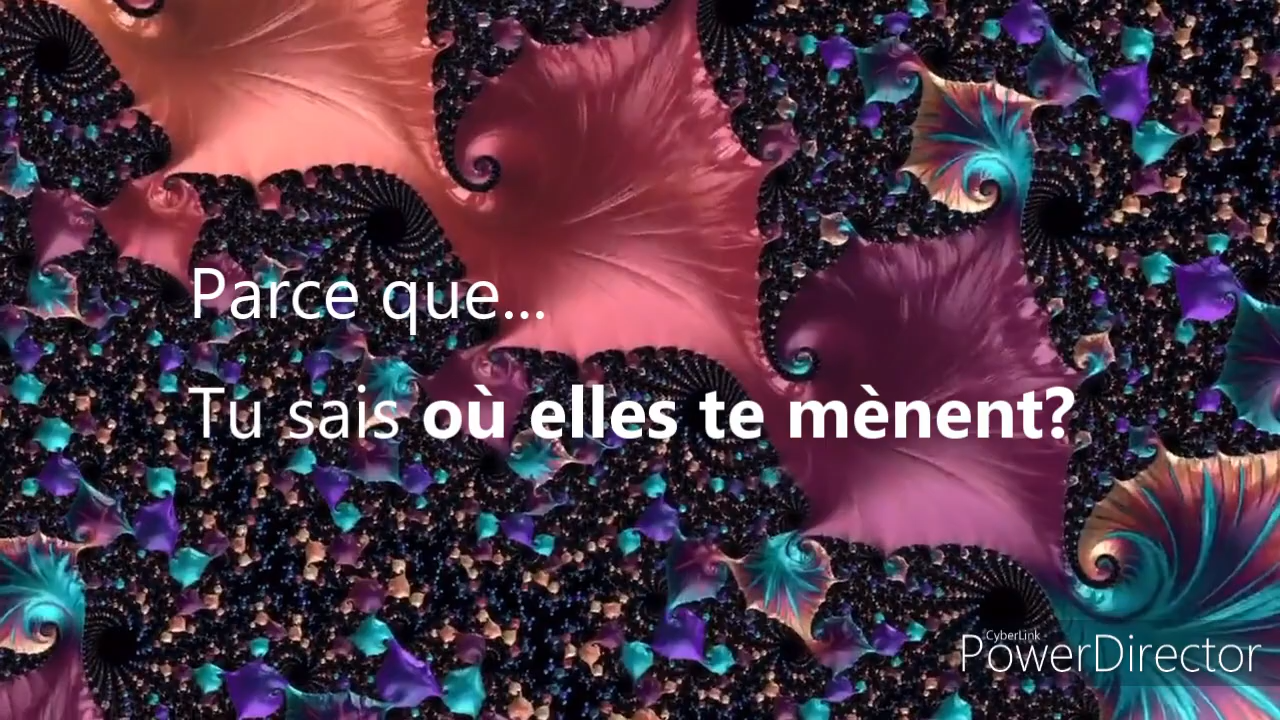 Parce que...
Tu sais où elles te mènent?
CyberLink
PowerDirector